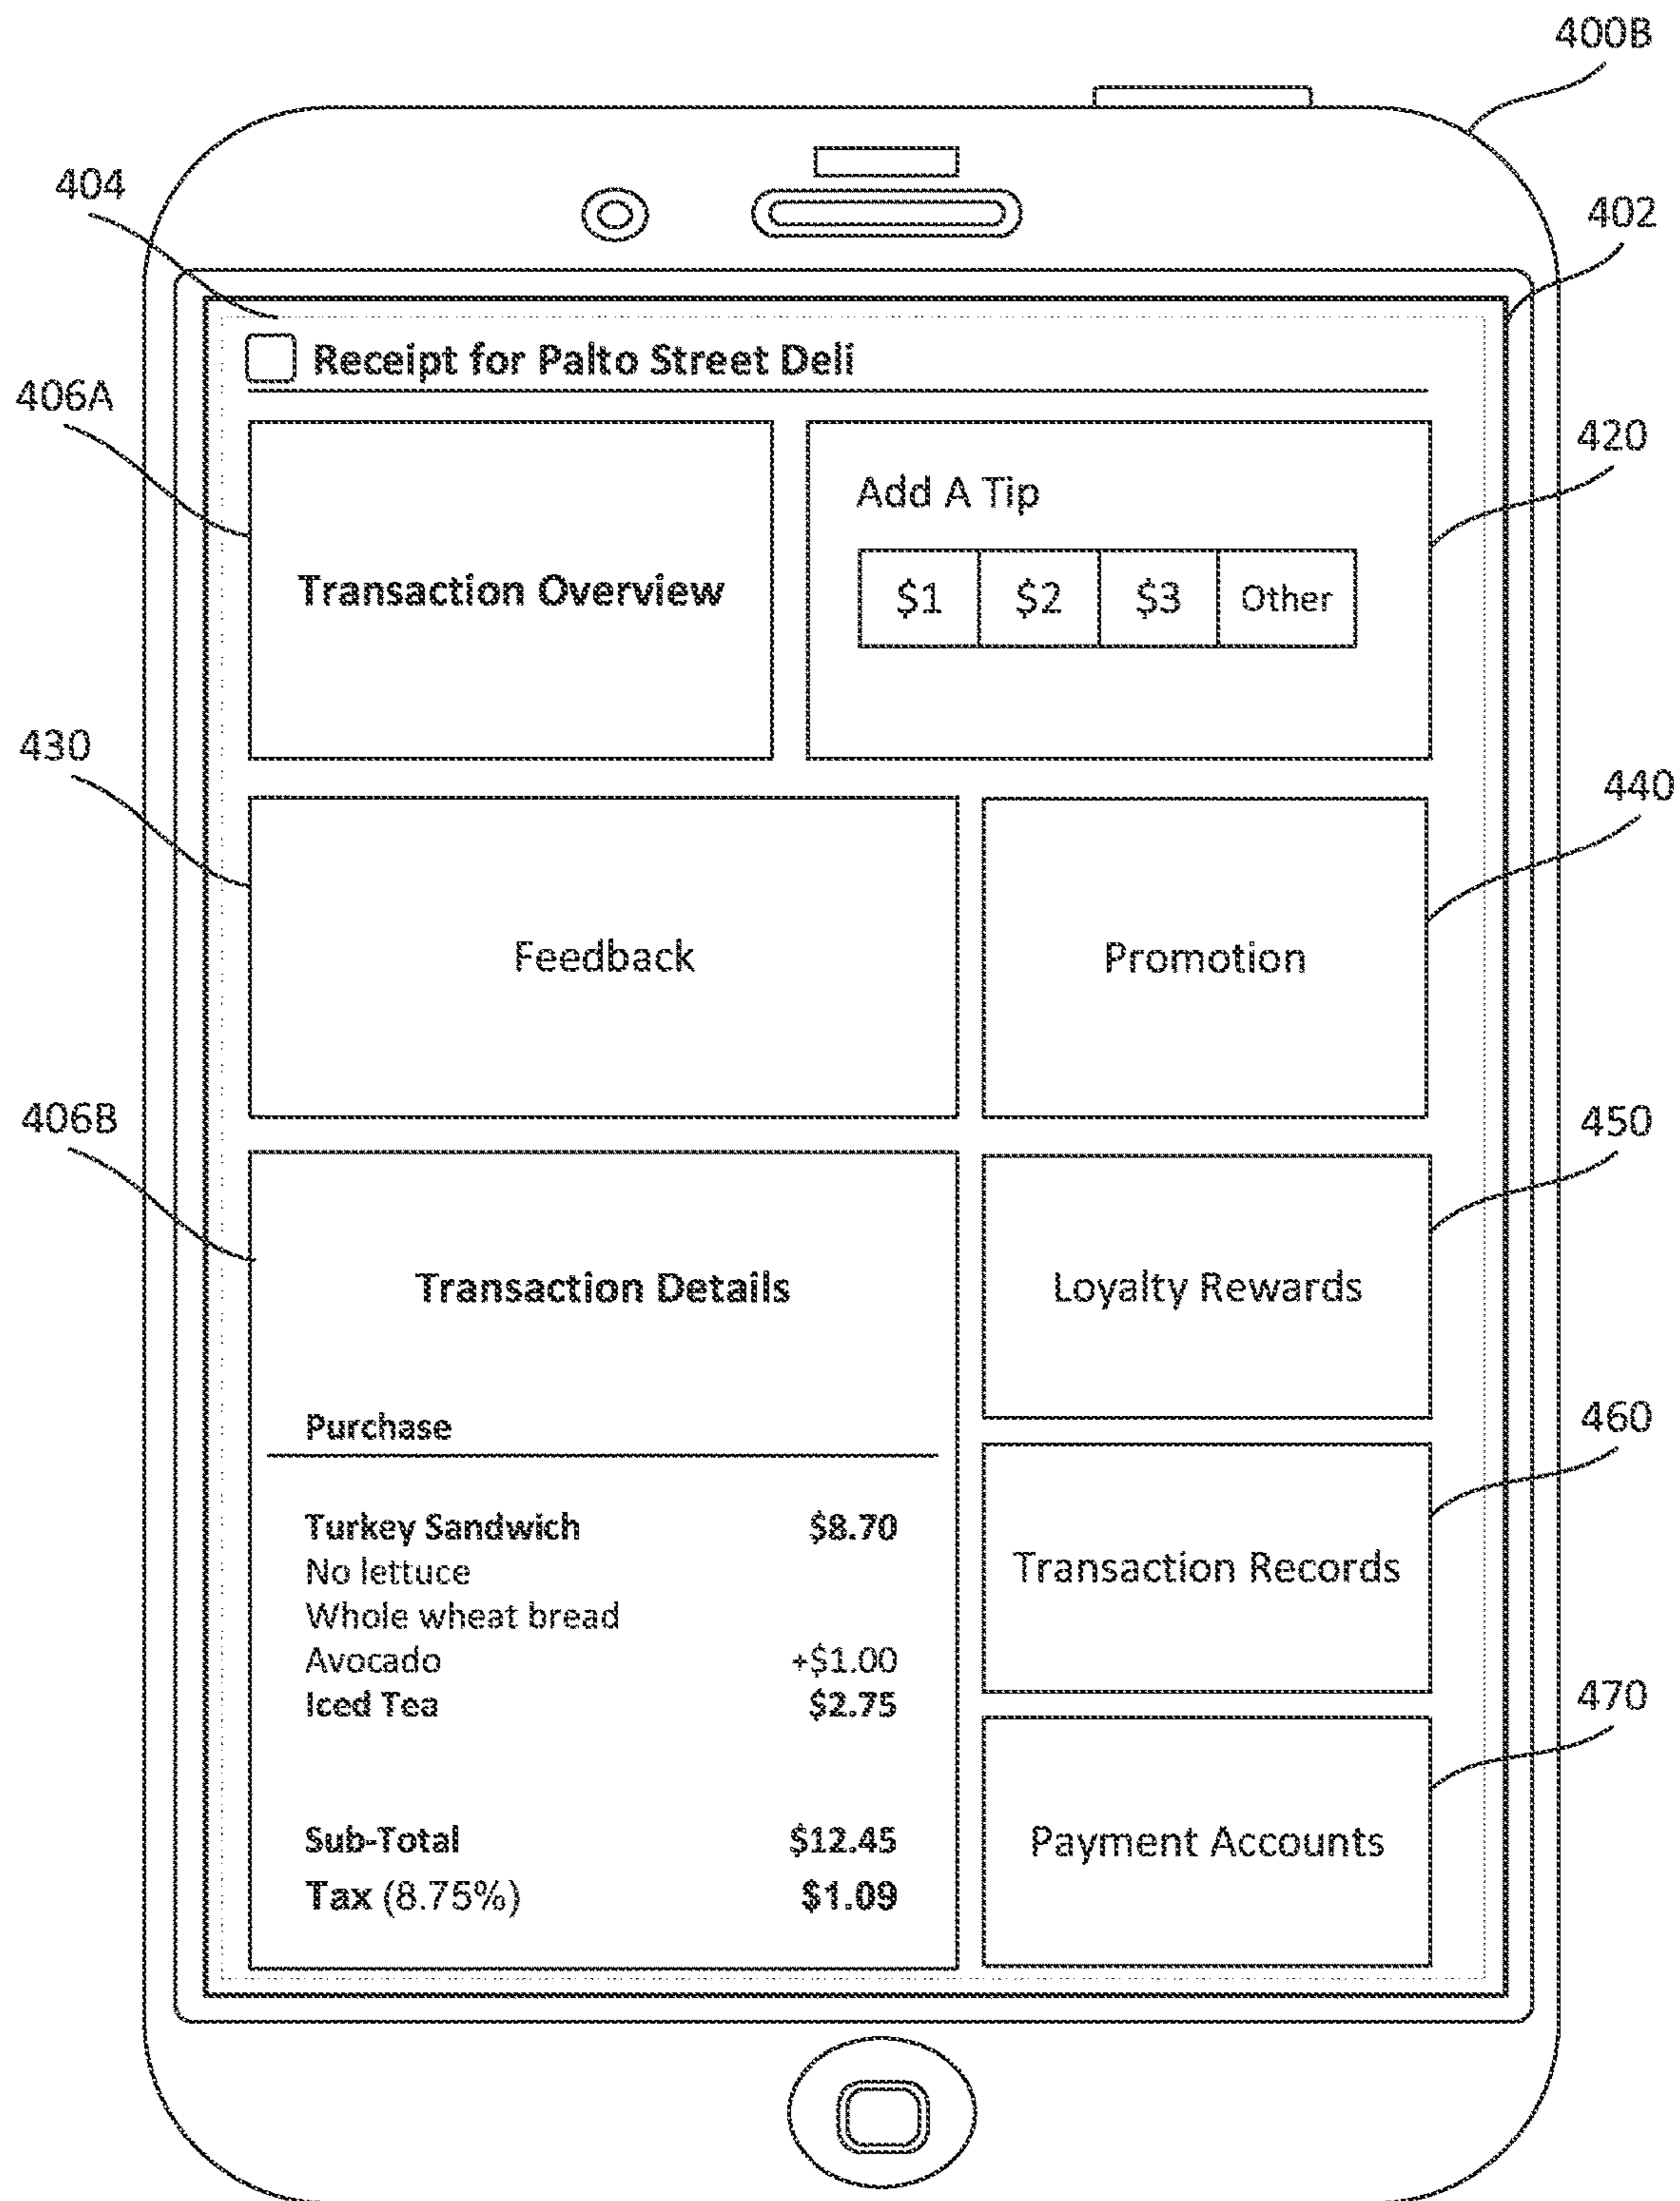 400B
404
402
Receipt for Palto Street Deli
406A
420
Transaction Overview
Add A Tip
$1 $2 $3 Other
430
440
Feedback
Promotion
406B
450
Transaction Details
Loyalty Rewards
Purchase
460
Turkey Sandwich $8.70
No lettuce
Whole wheat bread
Avocado +$1.00
Iced Tea $2.75
Transaction Records
470
Sub-Total $12.45
Tax (8.75%) $1.09
Payment Accounts